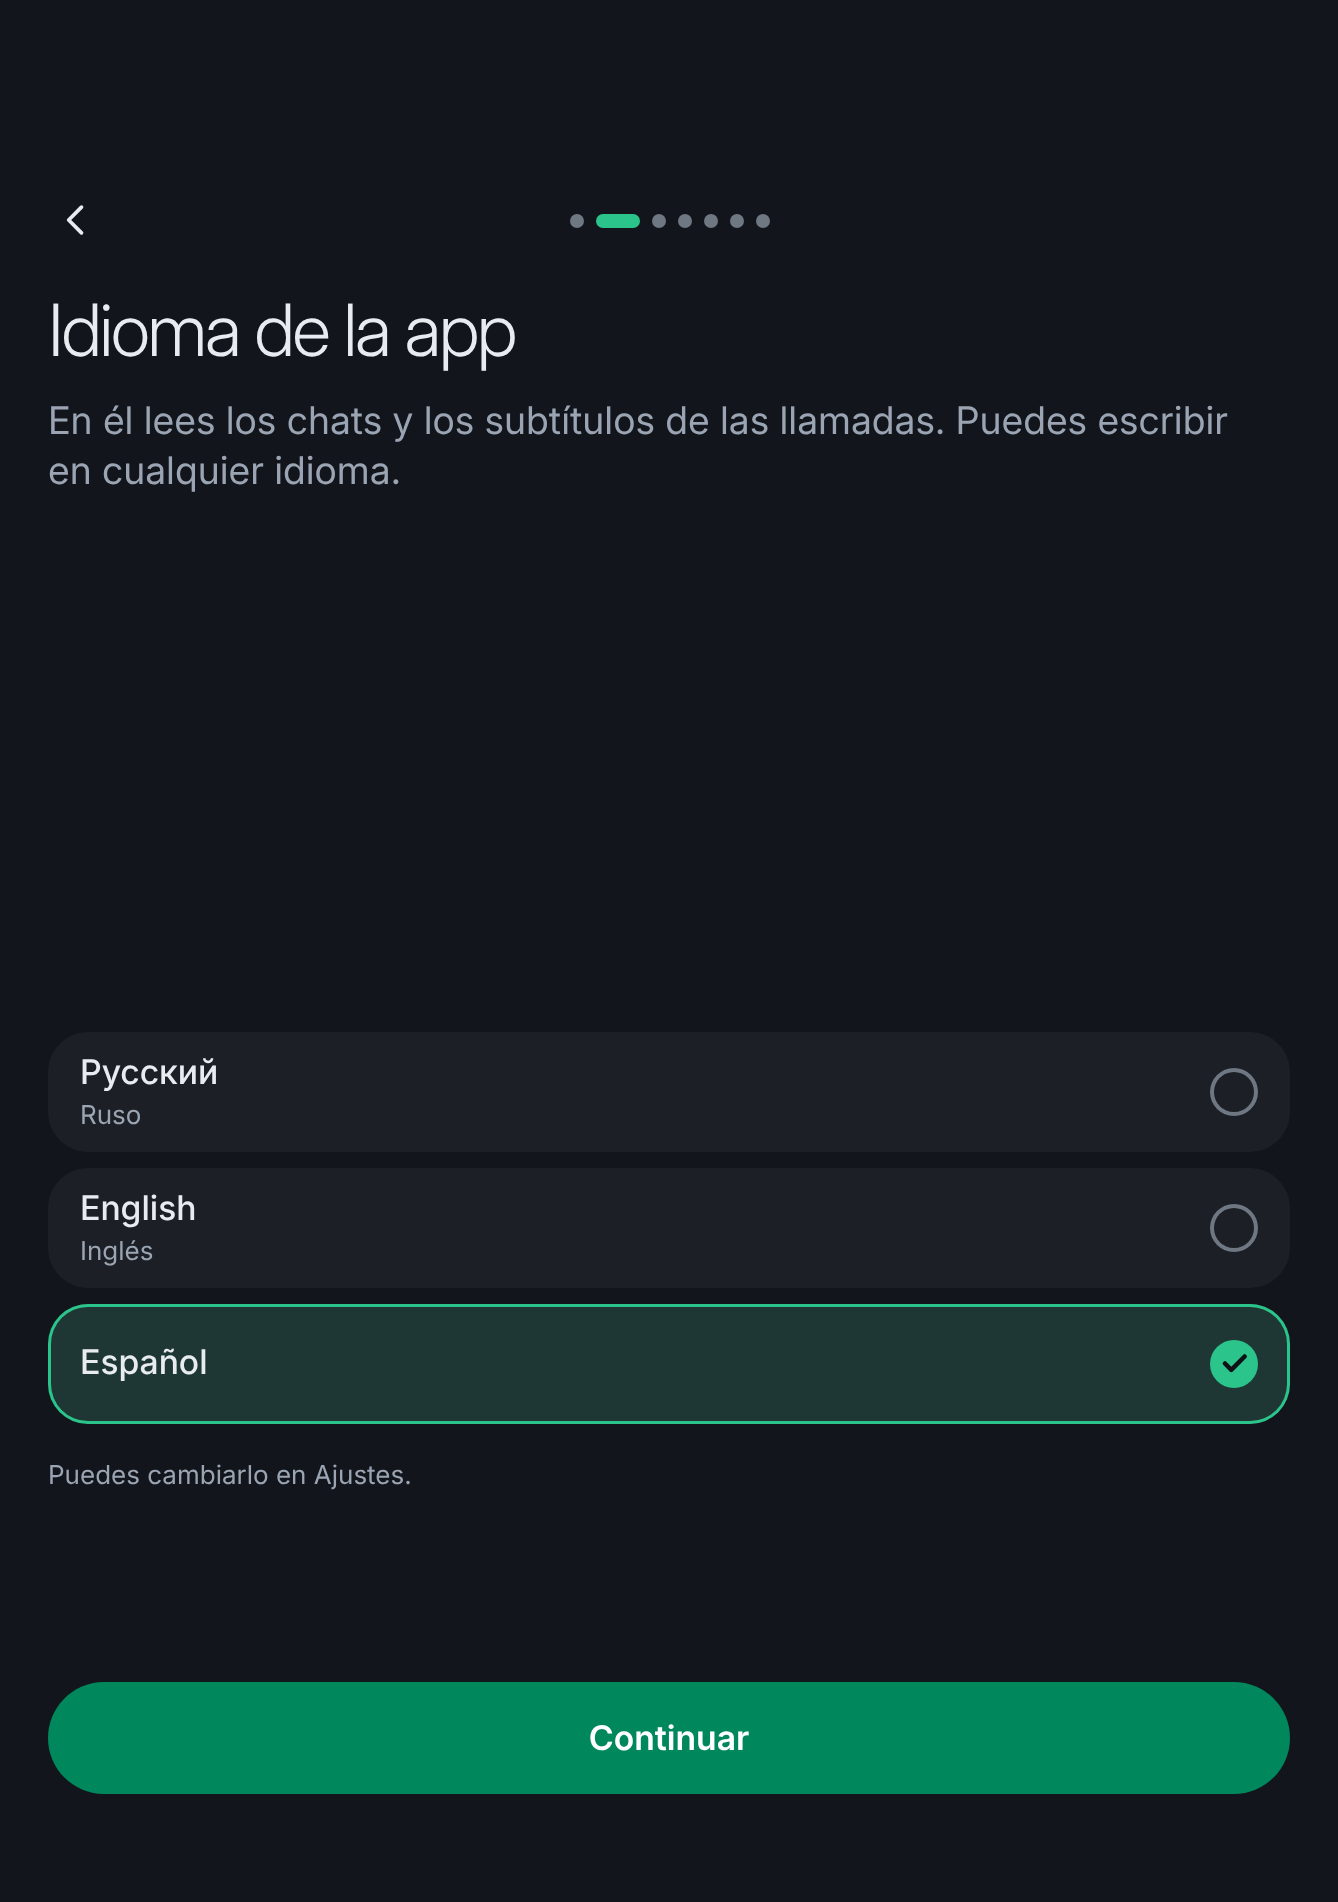 Idioma de la app
En él lees los chats y los subtítulos de las llamadas. Puedes escribir
en cualquier idioma.
Русский
Ruso
English
Inglés
Español
Puedes cambiarlo en Ajustes.
Continuar